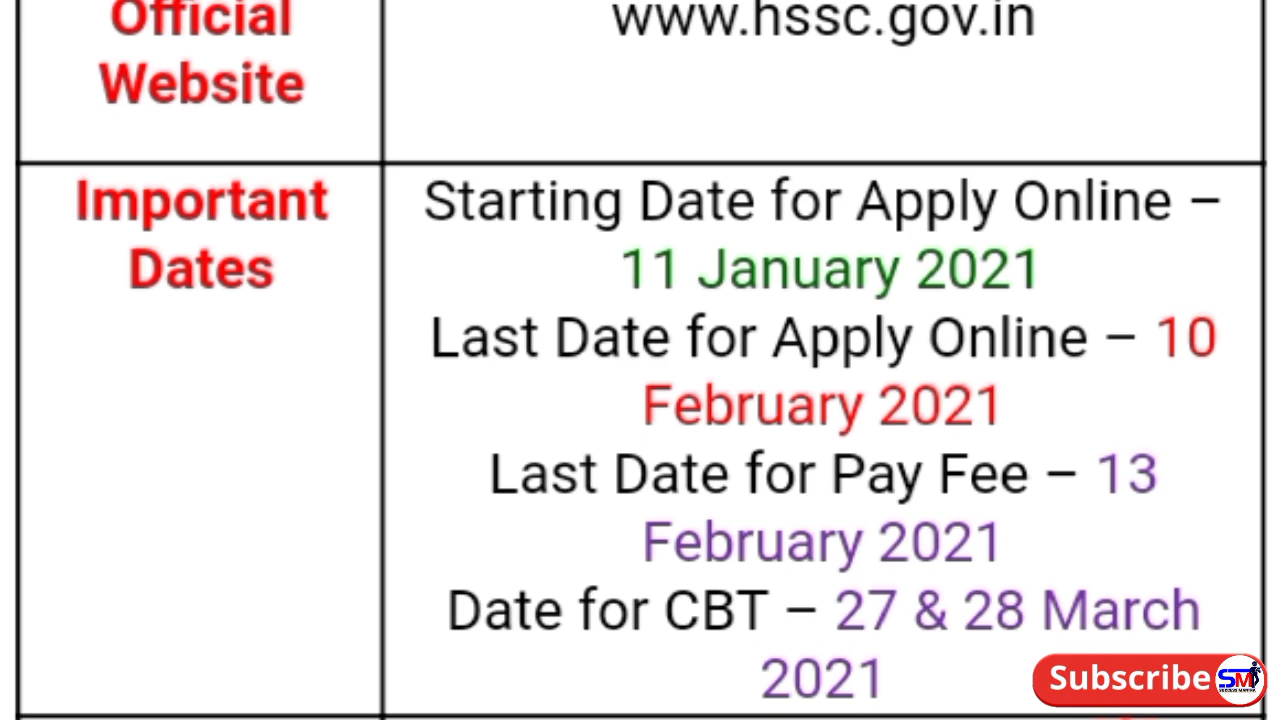 Official
Website
www.hssc.gov.in
Important
Dates
Starting Date for Apply Online –
11 January 2021
Last Date for Apply Online – 10
February 2021
Last Date for Pay Fee – 13
February 2021
Date for CBT – 27 & 28 March
2021
Subscribe
SM